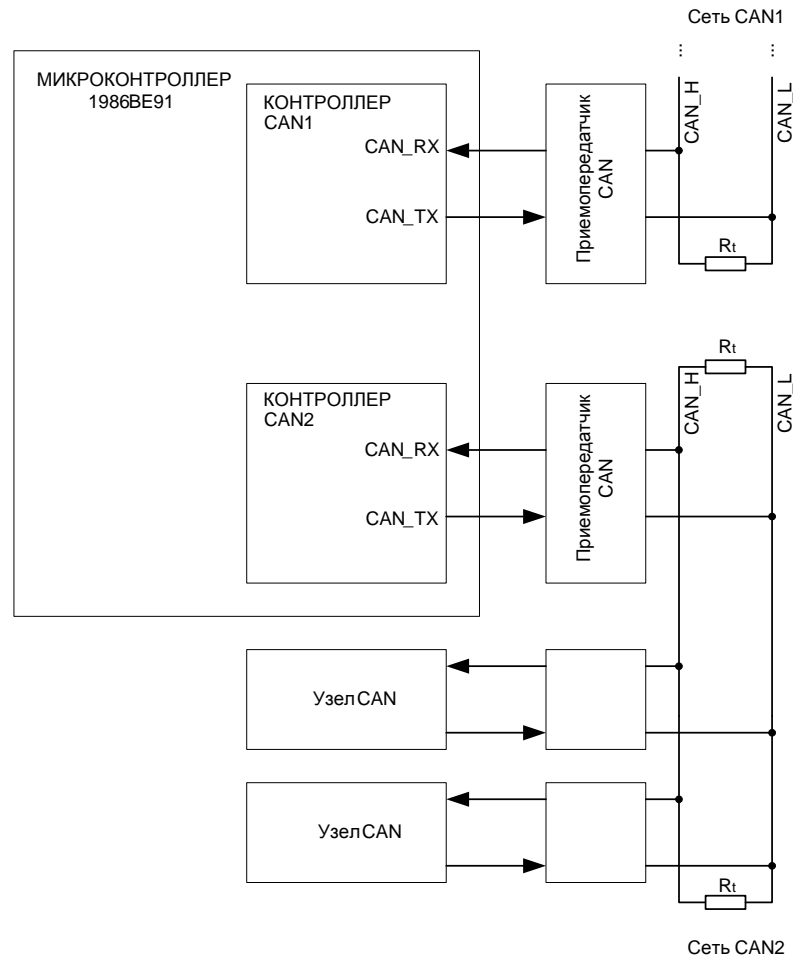 Сеть CAN1
... ...
МИКРОКОНТРОЛЛЕР
1986ВЕ91
КОНТРОЛЛЕР
CAN1
CAN_RX
CAN_TX
Приемопередатчик
CAN
CAN_H
CAN_L
Rt
КОНТРОЛЛЕР
CAN2
CAN_RX
CAN_TX
Приемопередатчик
CAN
Rt
CAN_H
CAN_L
Узел CAN
Узел CAN
Rt
Сеть CAN2